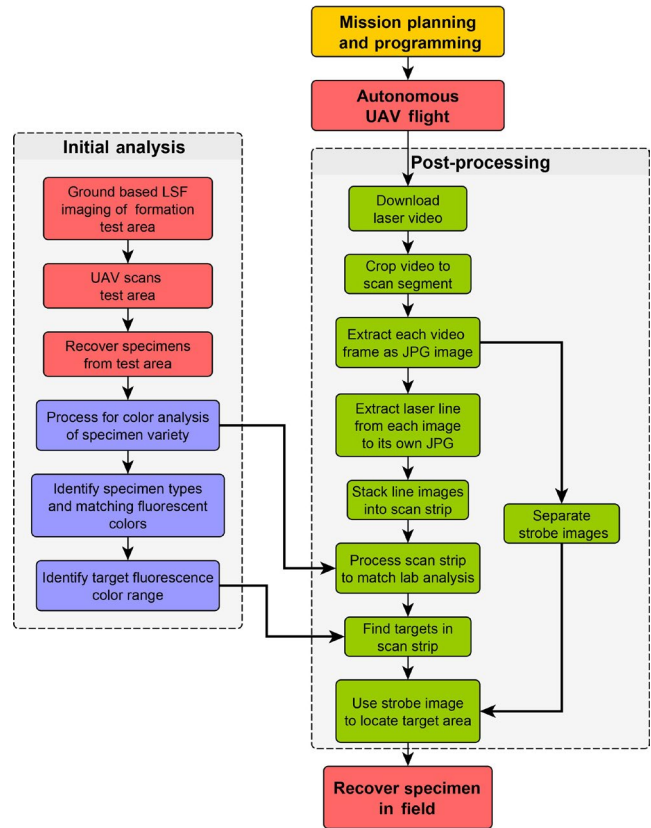 Mission planning
and programming
Autonomous
UAV flight
Initial analysis
Ground based LSF
imaging of formation
test area
UAV scans
test area
Recover specimens
from test area
Process for color analysis
of specimen variety
Identify specimen types
and matching fluorescent
colors
Identify target fluorescence
color range
Post-processing
Download
laser video
Crop video to
scan segment
Extract each video
frame as JPG image
Extract laser line
from each image
to its own JPG
Stack line images
into scan strip
Separate
strobe images
Process scan strip
to match lab analysis
Find targets in
scan strip
Use strobe image
to locate target area
Recover specimen
in field